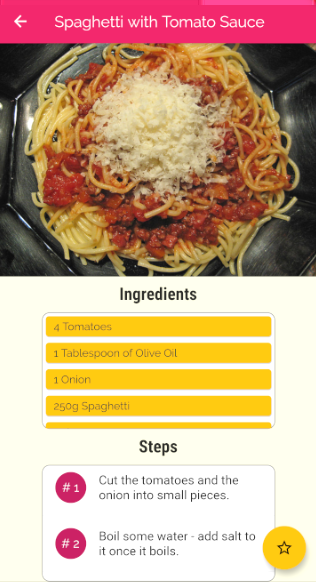 Spaghetti with Tomato Sauce
Ingredients
4 Tomatoes
1 Tablespoon of Olive Oil
1 Onion
250g Spaghetti
Steps
# 1
Cut the tomatoes and the
onion into small pieces.
# 2
Boil some water - add salt to
it once it boils.